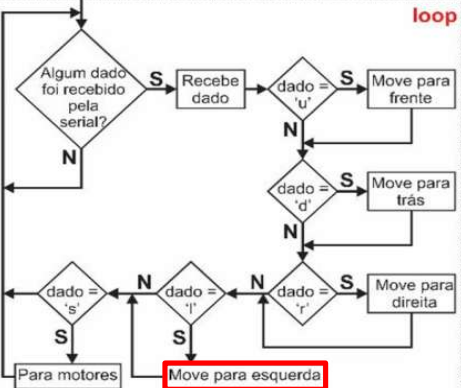 loop
Algum dado
foi recebido
pela
serial?
S
N
Recebe
dado
dado =
'u'
S
N
Move para
frente
dado =
'd'
S
N
Move para
trás
dado =
'r'
S
N
Move para
direita
dado =
'l'
N
S
Move para esquerda
dado =
's'
S
Para motores